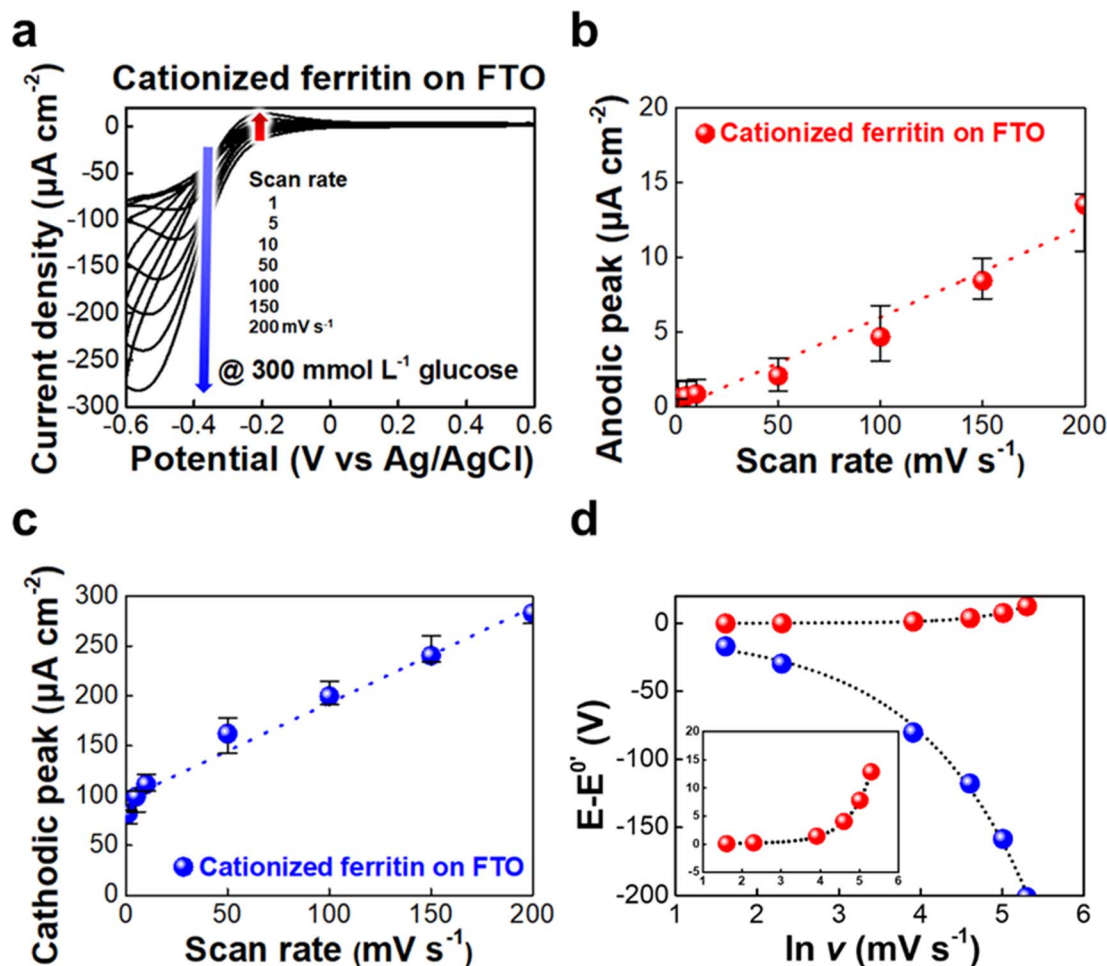 a
Cationized ferritin on FTO
Current density (µA cm⁻²)
0
-50
-100
-150
-200
-250
-300
Scan rate
1
5
10
50
100
150
200 mV s⁻¹
@ 300 mmol L⁻¹ glucose
-0.6 -0.4 -0.2 0 0.2 0.4 0.6
Potential (V vs Ag/AgCl)
b
Anodic peak (µA cm⁻²)
20
15
10
5
0
Cationized ferritin on FTO
0 50 100 150 200
Scan rate (mV s⁻¹)
c
Cathodic peak (µA cm⁻²)
300
250
200
150
100
50
0
Cationized ferritin on FTO
0 50 100 150 200
Scan rate (mV s⁻¹)
d
E-E⁰' (V)
0
-50
-100
-150
-200
20
15
10
5
0
-5
1 2 3 4 5 6
1 2 3 4 5 6
ln v (mV s⁻¹)